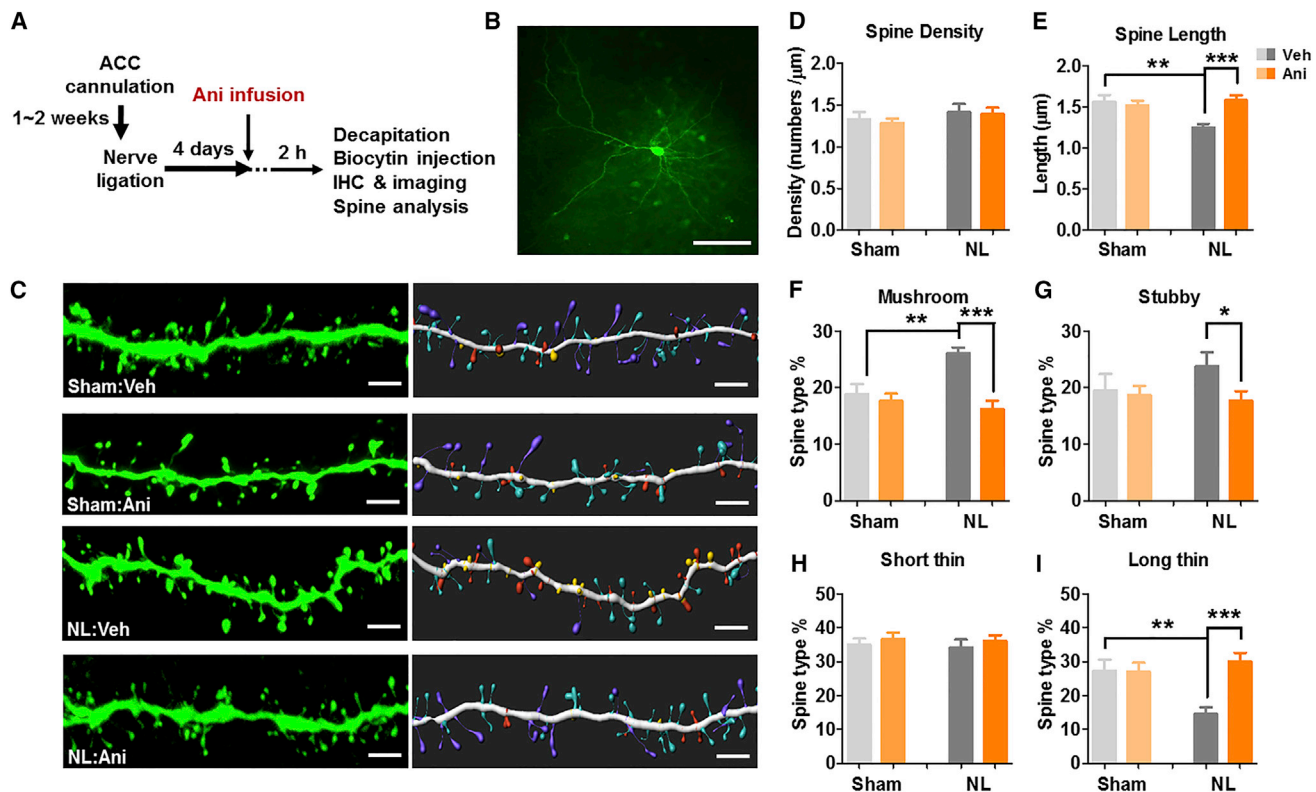 A
ACC
cannulation
1~2 weeks
Nerve
ligation
4 days
Ani infusion
2 h
Decapitation
Biocytin injection
IHC & imaging
Spine analysis
B
C
Sham:Veh
Sham:Ani
NL:Veh
NL:Ani
D
Spine Density
Density (numbers /μm)
2.0
1.5
1.0
0.5
0.0
Sham NL
E
Spine Length
Length (μm)
2.0
1.5
1.0
0.5
0.0
** ***
Sham NL
Veh
Ani
F
Mushroom
Spine type %
30
20
10
0
** ***
Sham NL
G
Stubby
Spine type %
30
20
10
0
*
Sham NL
H
Short thin
Spine type %
50
40
30
20
10
0
Sham NL
I
Long thin
Spine type %
50
40
30
20
10
0
** ***
Sham NL